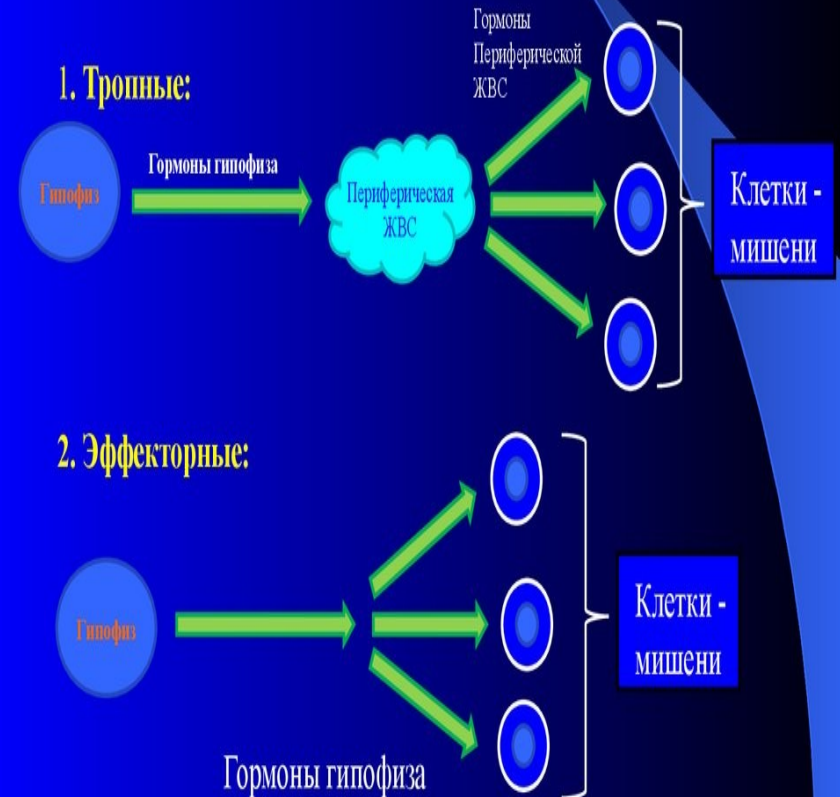 Гормоны
Периферической
ЖВС
1. Тропные:
Гипофиз
Гормоны гипофиза
Периферическая
ЖВС
Клетки -
мишени
2. Эффекторные:
Гипофиз
Клетки -
мишени
Гормоны гипофиза